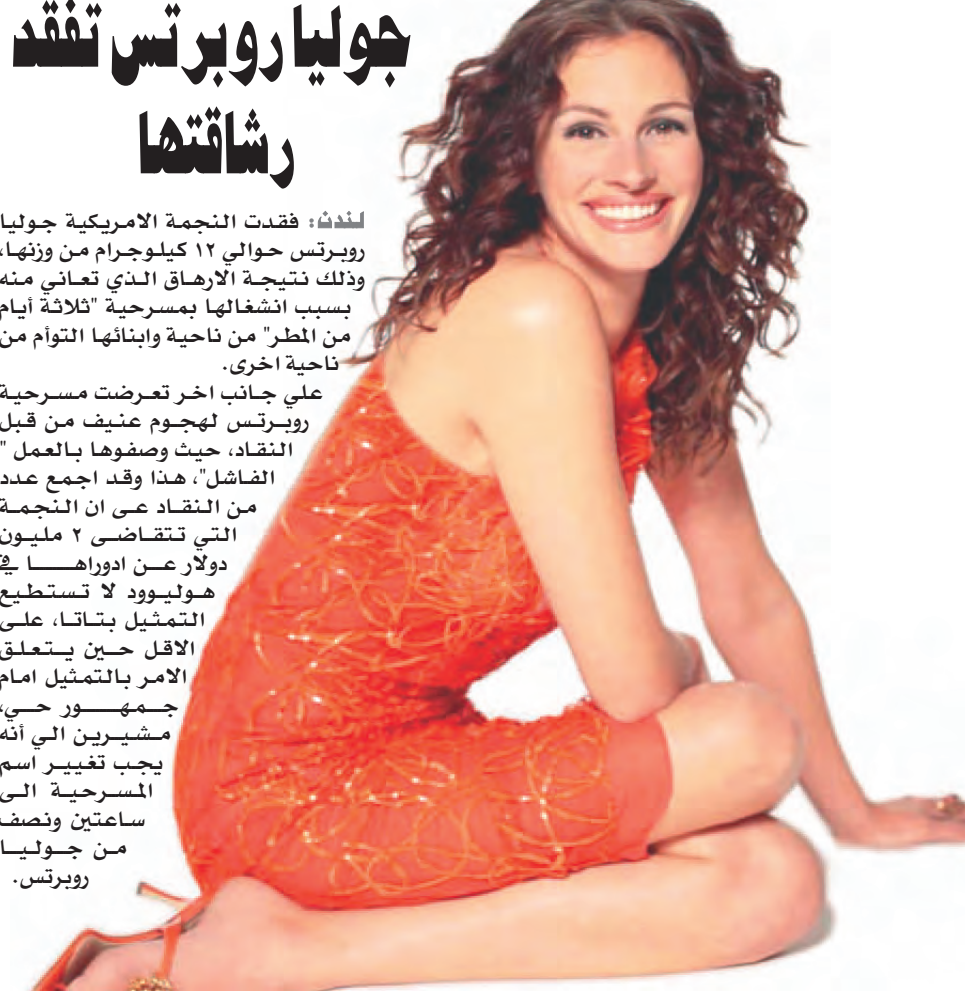 جوليا روبرتس تفقد
رشاقتها
لندن: فقدت النجمة الامريكية جوليا
روبرتس حوالي ١٢ كيلوجرام من وزنها،
وذلك نتيجة الارهاق الذي تعاني منه
بسبب انشغالها بمسرحية "ثلاثة أيام
من المطر" من ناحية وابنائها التوأم من
ناحية اخرى.
علي جانب اخر تعرضت مسرحية
روبرتس لهجوم عنيف من قبل
النقاد، حيث وصفوها بالعمل "
الفاشل"، هذا وقد اجمع عدد
من النقاد عى ان النجمة
التي تتقاضى ٢ مليون
دولار عن ادوراها في
هوليوود لا تستطيع
التمثيل بتاتا، على
الاقل حين يتعلق
الامر بالتمثيل امام
جمهور حي،
مشيرين الي أنه
يجب تغيير اسم
المسرحية الى
ساعتين ونصف
من جوليا
روبرتس.